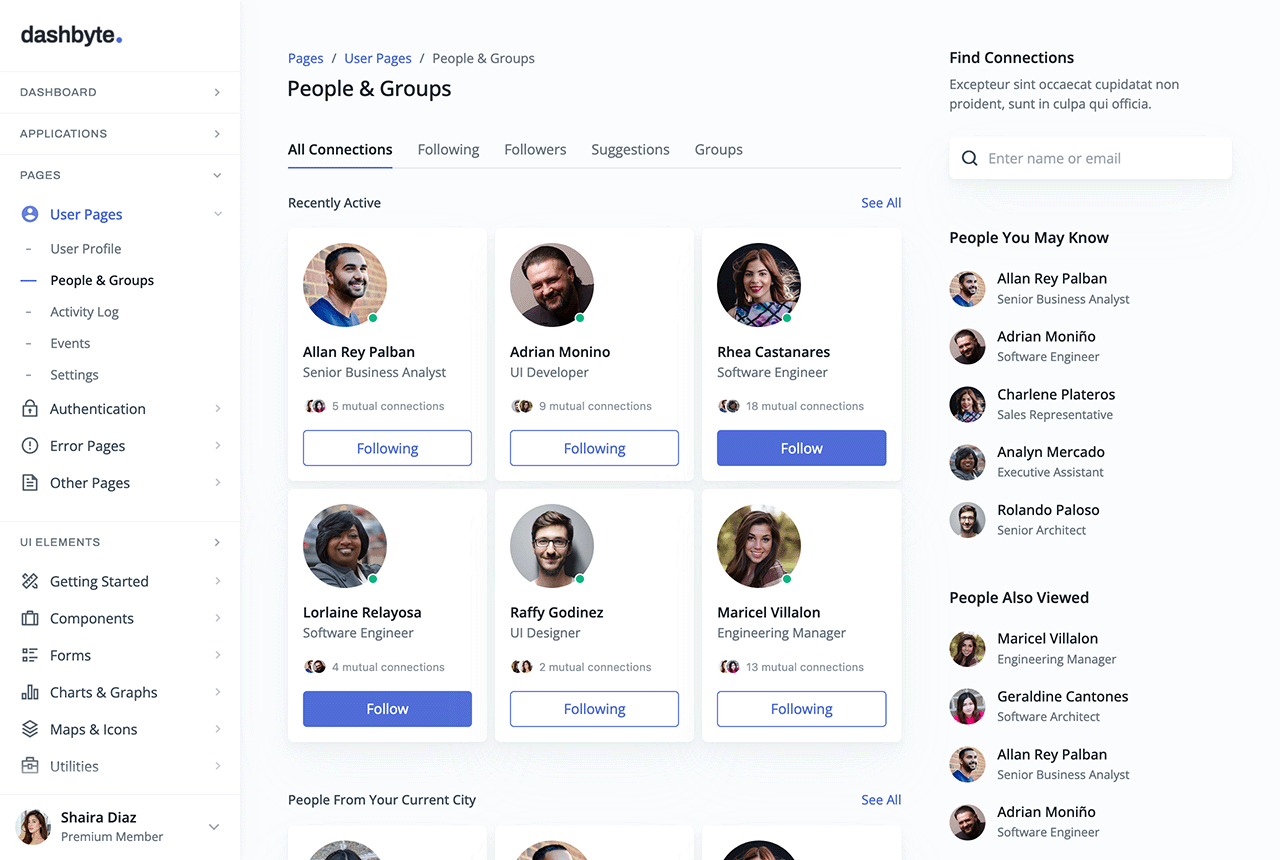 dashbyte.
DASHBOARD
APPLICATIONS
PAGES
User Pages
User Profile
People & Groups
Activity Log
Events
Settings
Authentication
Error Pages
Other Pages
UI ELEMENTS
Getting Started
Components
Forms
Charts & Graphs
Maps & Icons
Utilities
Shaira Diaz
Premium Member
Pages / User Pages / People & Groups
People & Groups
All Connections Following Followers Suggestions Groups
Recently Active See All
Allan Rey Palban
Senior Business Analyst
5 mutual connections
Following
Adrian Monino
UI Developer
9 mutual connections
Following
Rhea Castanares
Software Engineer
18 mutual connections
Follow
Lorlaine Relayosa
Software Engineer
4 mutual connections
Follow
Raffy Godinez
UI Designer
2 mutual connections
Following
Maricel Villalon
Engineering Manager
13 mutual connections
Following
People From Your Current City See All
Find Connections
Excepteur sint occaecat cupidatat non
proident, sunt in culpa qui officia.
Enter name or email
People You May Know
Allan Rey Palban
Senior Business Analyst
Adrian Moniño
Software Engineer
Charlene Plateros
Sales Representative
Analyn Mercado
Executive Assistant
Rolando Paloso
Senior Architect
People Also Viewed
Maricel Villalon
Engineering Manager
Geraldine Cantones
Software Architect
Allan Rey Palban
Senior Business Analyst
Adrian Moniño
Software Engineer